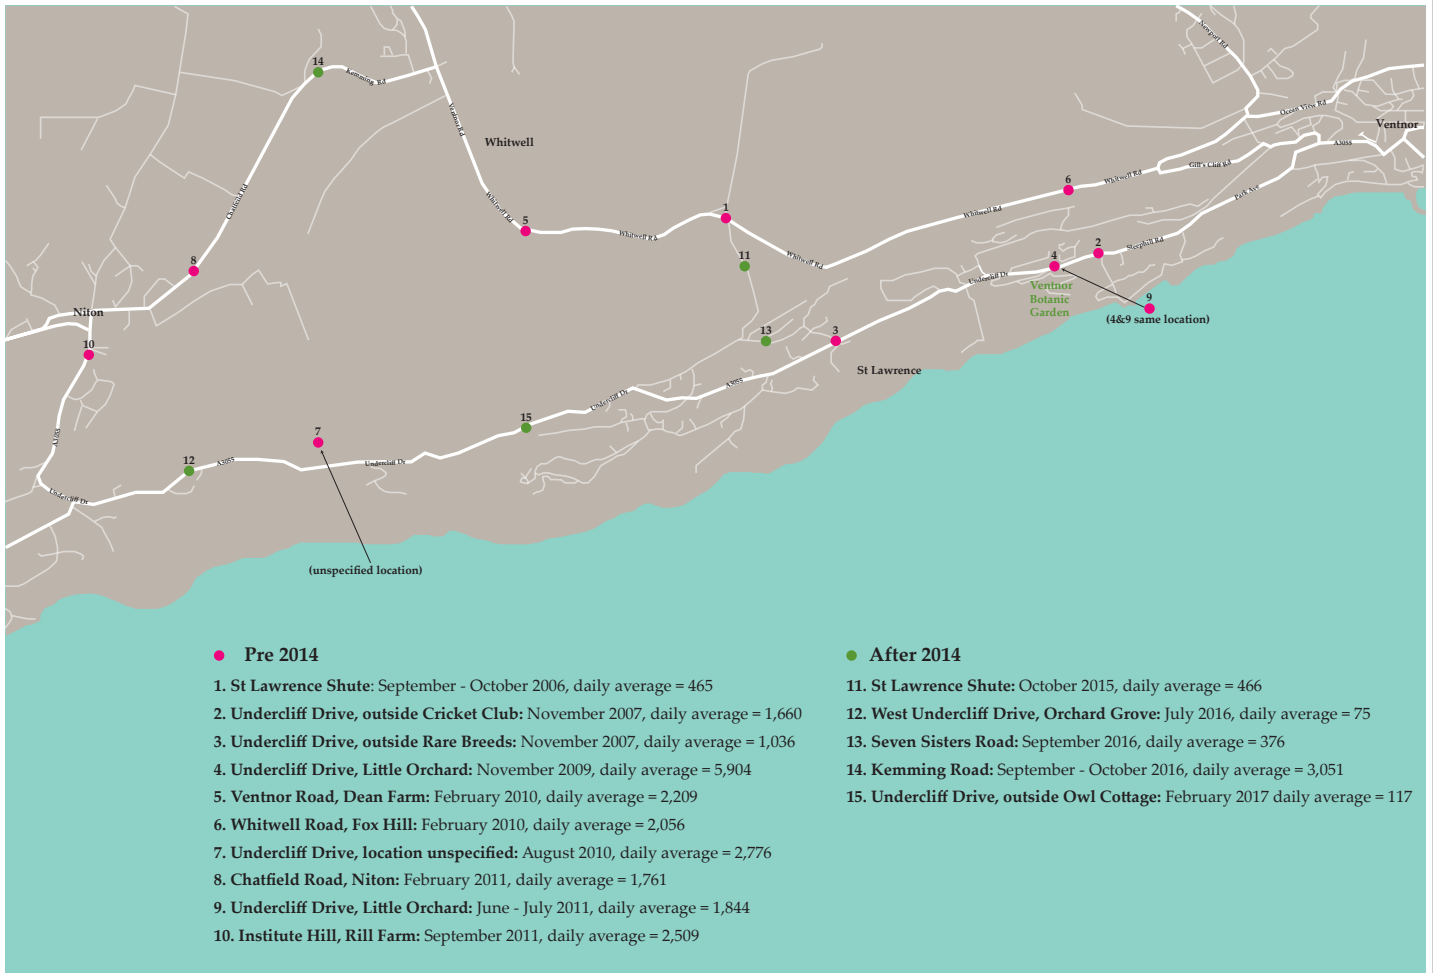 Newport Rd
14
Kemming Rd
Ocean View Rd
Ventnor Rd
Ventnor
Whitwell
A3055
Gill's Cliff Rd
Whitwell Rd
6
Chatfield Rd
Park Ave
Whitwell Rd
1
Whitwell Rd
5
Whitwell Rd
2
Steephill Rd
11
Whitwell Rd
4
8
Undercliff Dr
Ventnor
Botanic
Garden
9
(4&9 same location)
Niton
13
3
10
St Lawrence
A3055
Undercliff Dr
15
7
A3055
12
A3055
Undercliff Dr
Undercliff Dr
(unspecified location)
Pre 2014
1. St Lawrence Shute: September - October 2006, daily average = 465
2. Undercliff Drive, outside Cricket Club: November 2007, daily average = 1,660
3. Undercliff Drive, outside Rare Breeds: November 2007, daily average = 1,036
4. Undercliff Drive, Little Orchard: November 2009, daily average = 5,904
5. Ventnor Road, Dean Farm: February 2010, daily average = 2,209
6. Whitwell Road, Fox Hill: February 2010, daily average = 2,056
7. Undercliff Drive, location unspecified: August 2010, daily average = 2,776
8. Chatfield Road, Niton: February 2011, daily average = 1,761
9. Undercliff Drive, Little Orchard: June - July 2011, daily average = 1,844
10. Institute Hill, Rill Farm: September 2011, daily average = 2,509
After 2014
11. St Lawrence Shute: October 2015, daily average = 466
12. West Undercliff Drive, Orchard Grove: July 2016, daily average = 75
13. Seven Sisters Road: September 2016, daily average = 376
14. Kemming Road: September - October 2016, daily average = 3,051
15. Undercliff Drive, outside Owl Cottage: February 2017 daily average = 117